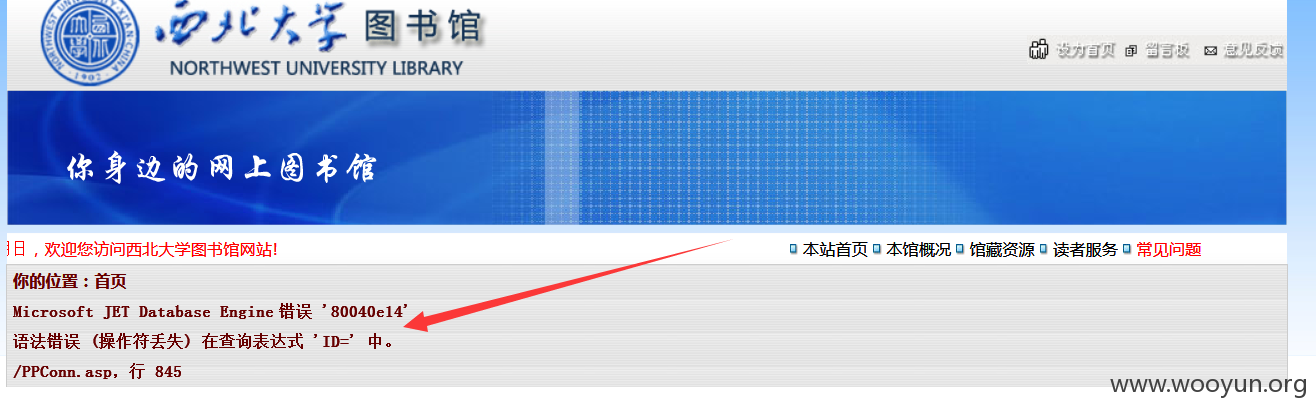 西北大学 图书馆
NORTHWEST UNIVERSITY LIBRARY
设为首页 留言板 意见反馈
你身边的网上图书馆
日，欢迎您访问西北大学图书馆网站!
本站首页 本馆概况 馆藏资源 读者服务 常见问题
你的位置：首页
Microsoft JET Database Engine 错误 '80040e14'
语法错误 (操作符丢失) 在查询表达式 'ID=' 中。
/PPConn.asp，行 845
www.wooyun.org